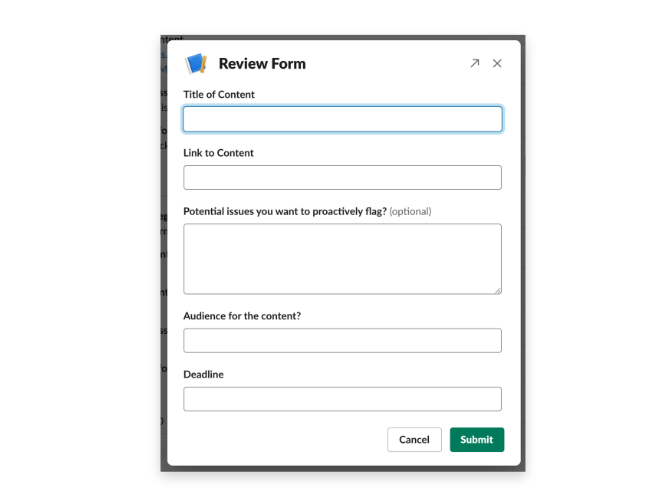 Review Form
Title of Content
Link to Content
Potential issues you want to proactively flag? (optional)
Audience for the content?
Deadline
Cancel
Submit